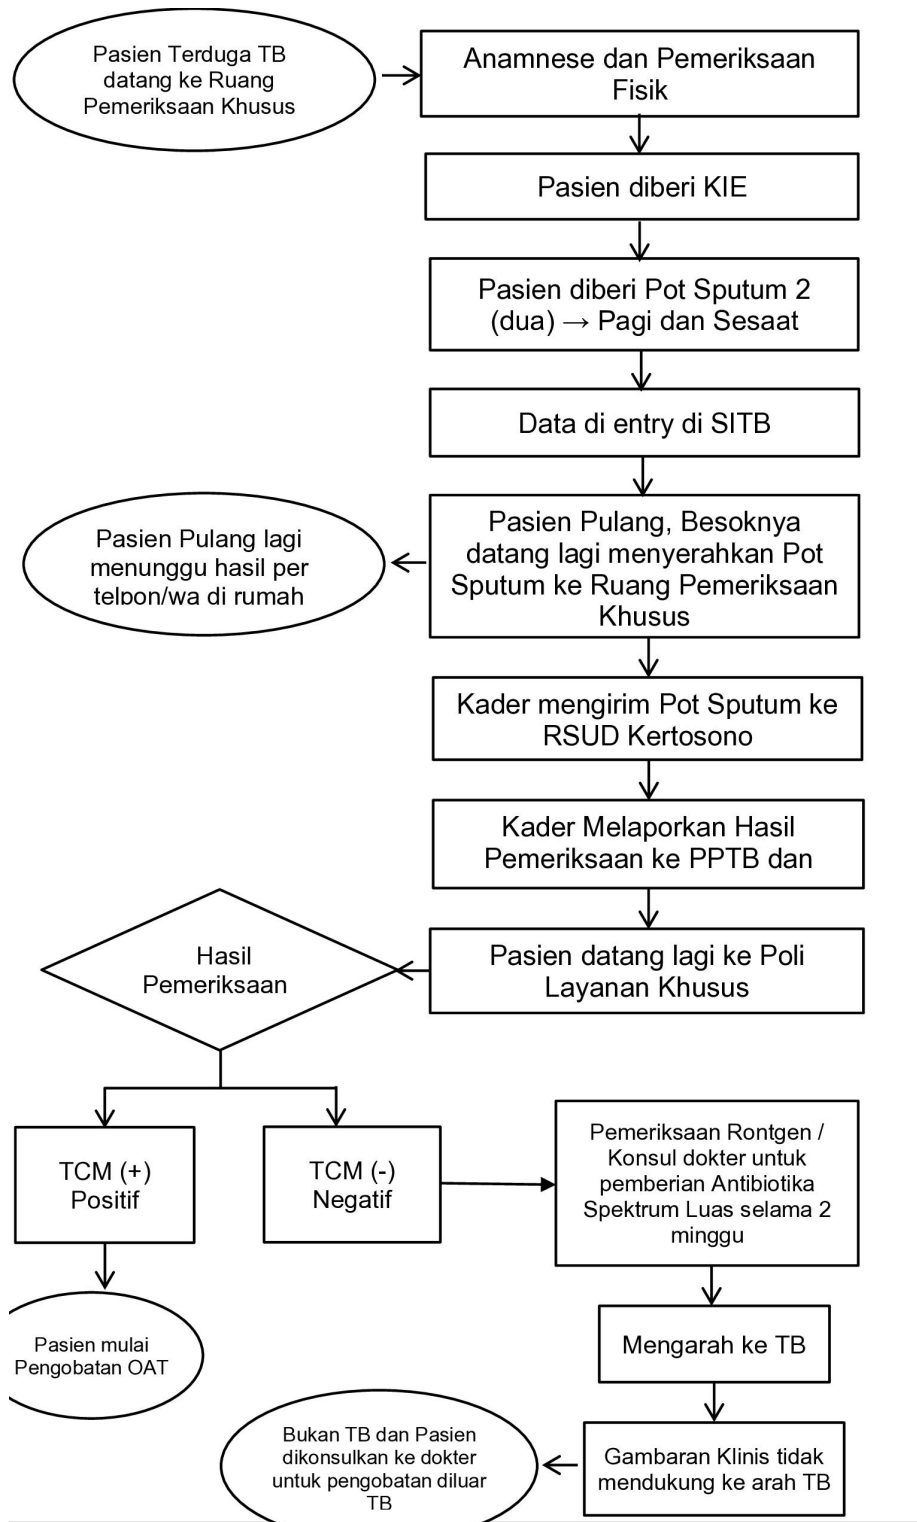 Pasien Terduga TB
datang ke Ruang
Pemeriksaan Khusus
Anamnese dan Pemeriksaan
Fisik
Pasien diberi KIE
Pasien diberi Pot Sputum 2
(dua) → Pagi dan Sesaat
Data di entry di SITB
Pasien Pulang, Besoknya
datang lagi menyerahkan Pot
Sputum ke Ruang Pemeriksaan
Khusus
Pasien Pulang lagi
menunggu hasil per
telpon/wa di rumah
Kader mengirim Pot Sputum ke
RSUD Kertosono
Kader Melaporkan Hasil
Pemeriksaan ke PPTB dan
Pasien datang lagi ke Poli
Layanan Khusus
Hasil
Pemeriksaan
TCM (+)
Positif
TCM (-)
Negatif
Pemeriksaan Rontgen /
Konsul dokter untuk
pemberian Antibiotika
Spektrum Luas selama 2
minggu
Pasien mulai
Pengobatan OAT
Mengarah ke TB
Gambaran Klinis tidak
mendukung ke arah TB
Bukan TB dan Pasien
dikonsulkan ke dokter
untuk pengobatan diluar
TB